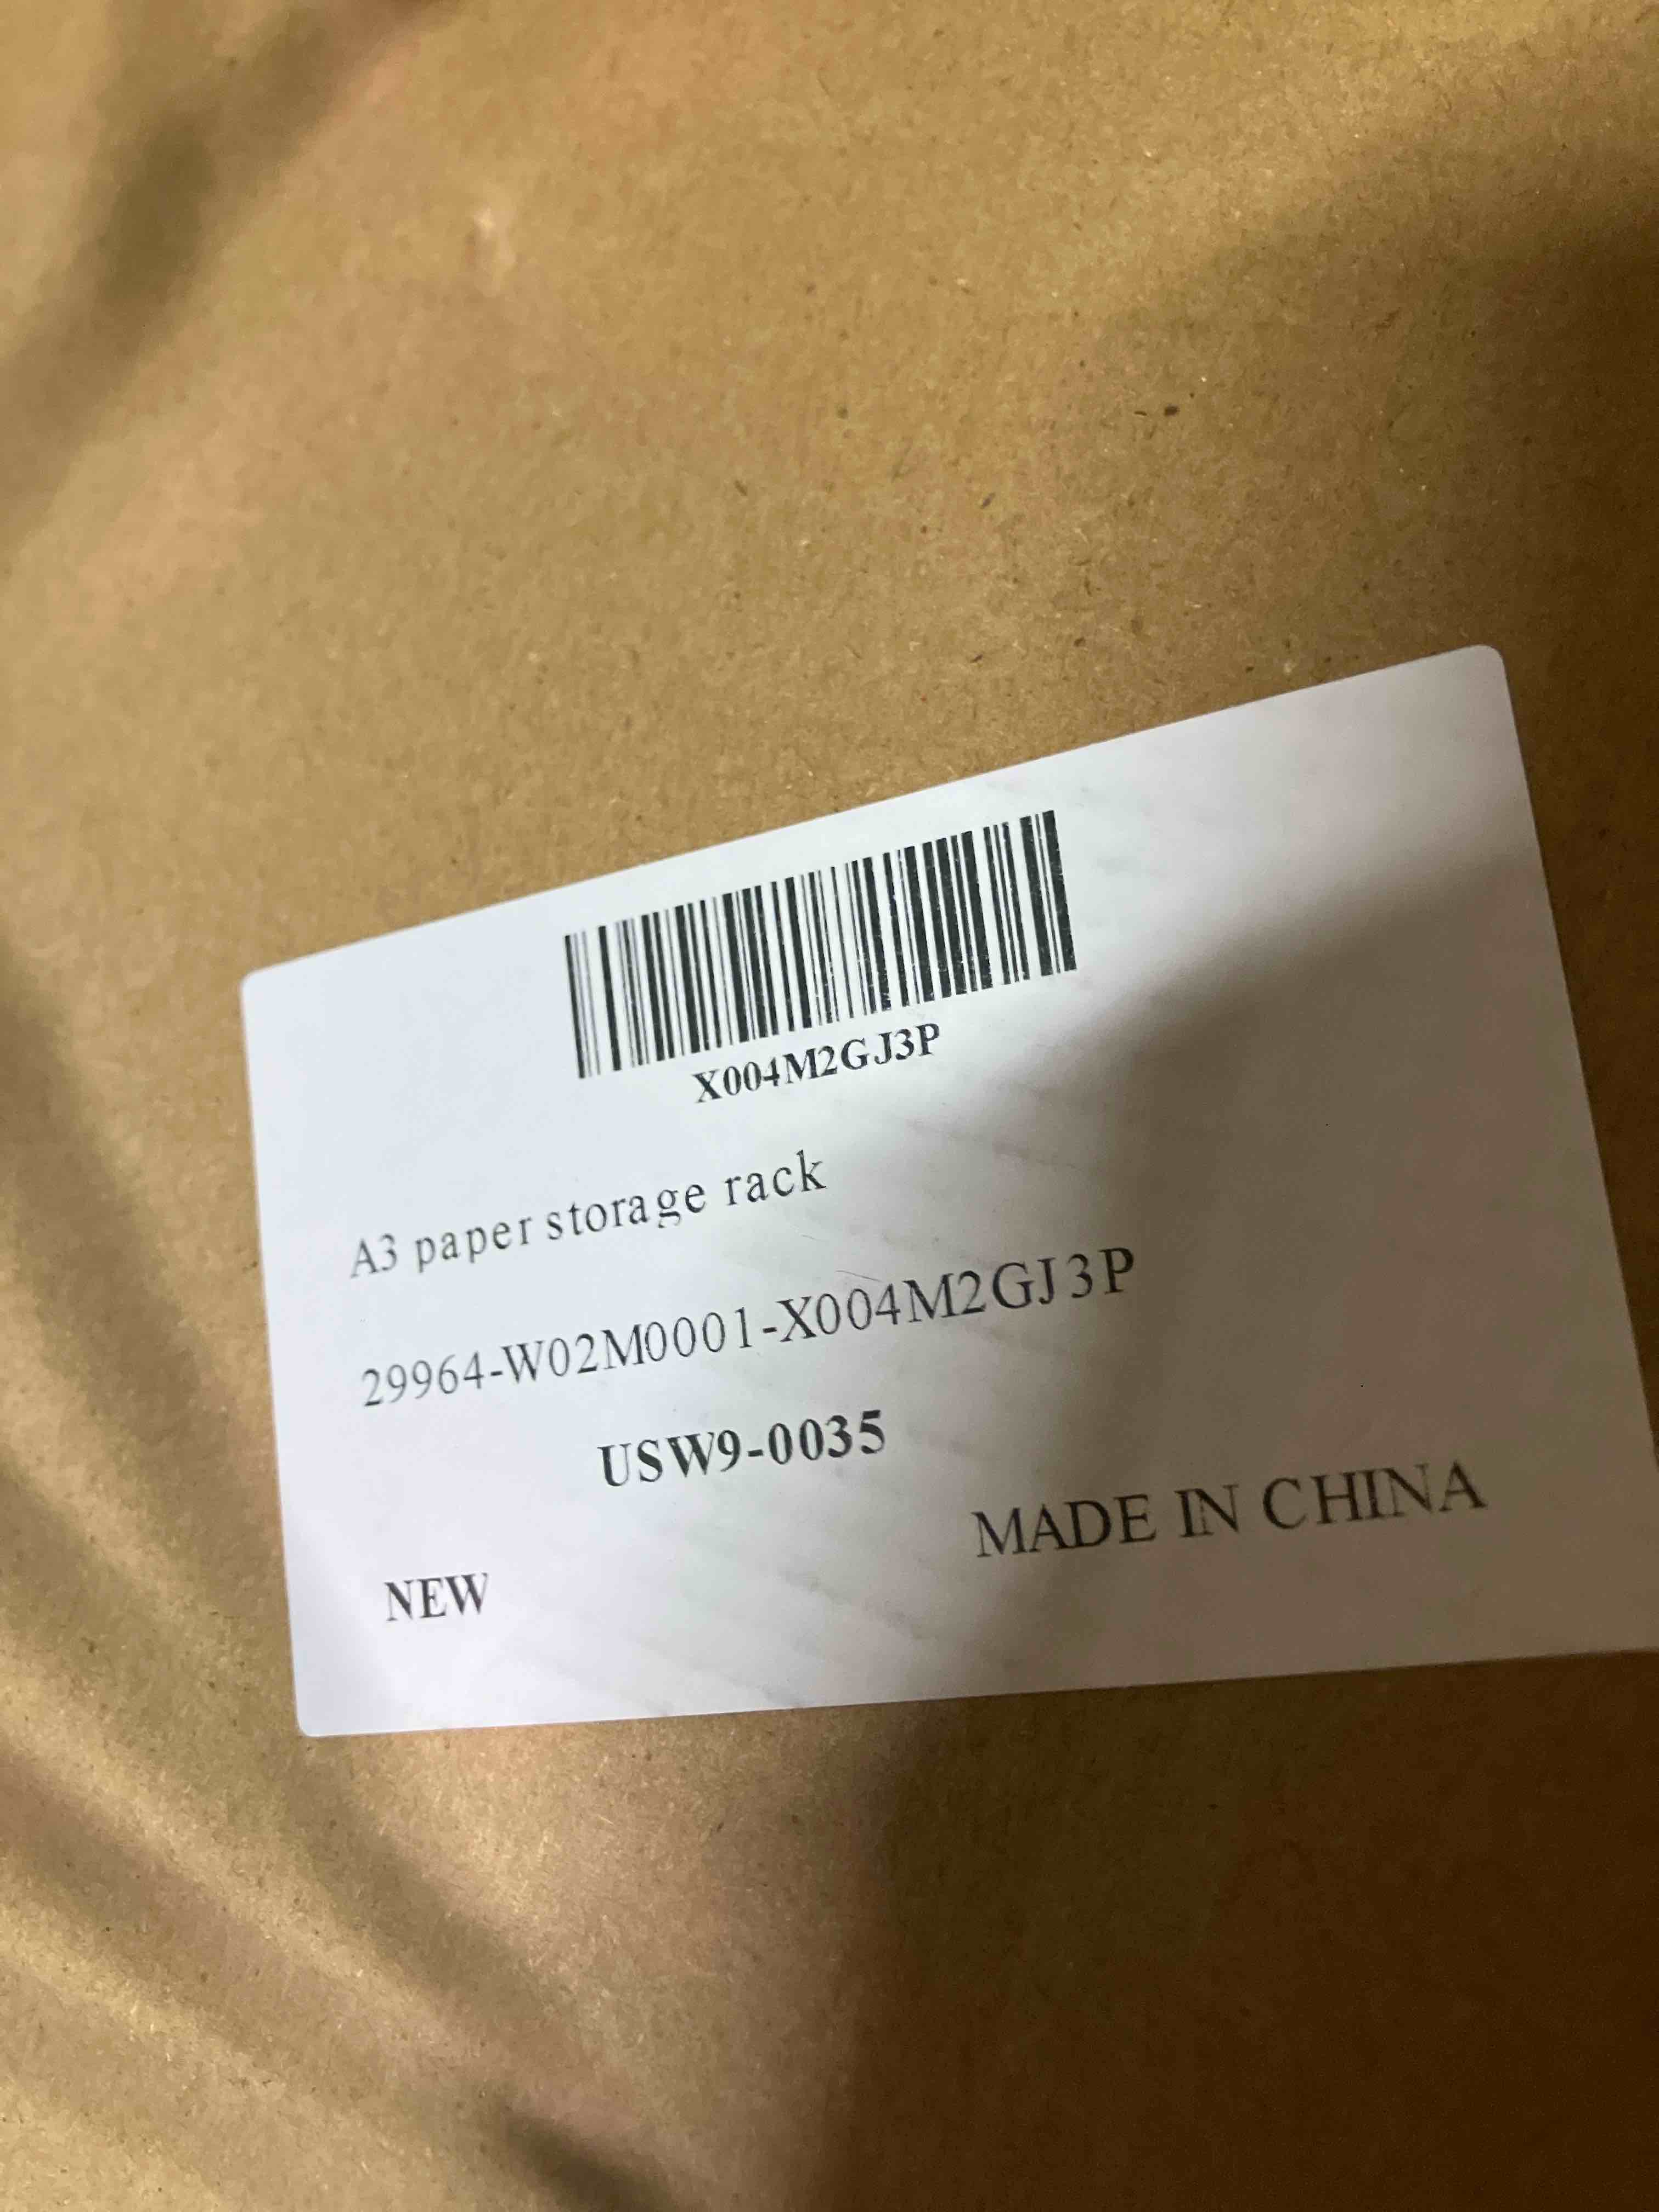 X004M2GJ3P
A3 paper storage rack
29964-W02M0001-X004M2GJ3P
USW9-0035
MADE IN CHINA
NEW